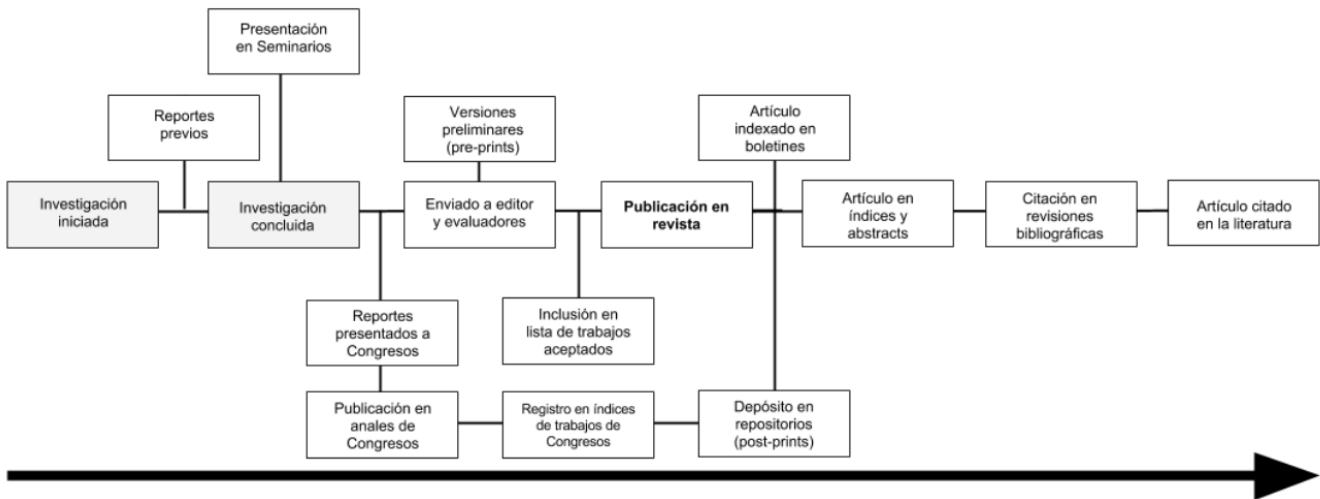 Presentación
en Seminarios
Reportes
previos
Versiones
preliminares
(pre-prints)
Artículo
indexado en
boletines
Investigación
iniciada
Investigación
concluida
Enviado a editor
y evaluadores
Publicación en
revista
Artículo en
índices y
abstracts
Citación en
revisiones
bibliográficas
Artículo citado
en la literatura
Reportes
presentados a
Congresos
Inclusión en
lista de trabajos
aceptados
Publicación en
anales de
Congresos
Registro en índices
de trabajos de
Congresos
Depósito en
repositorios
(post-prints)